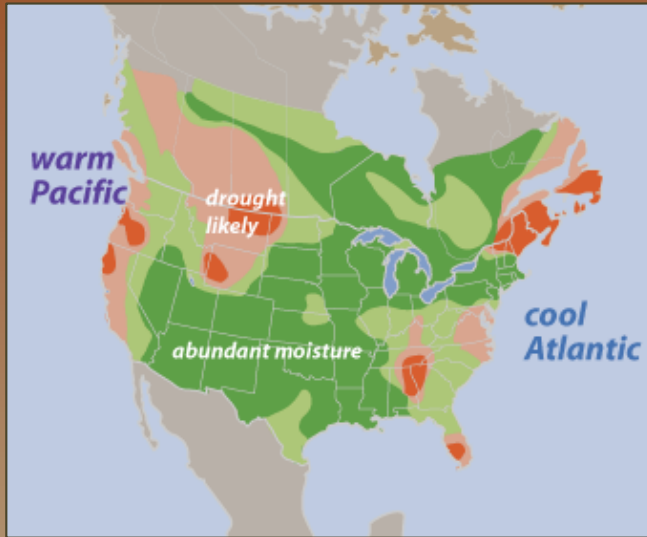 warm
Pacific
drought
likely
abundant moisture
cool
Atlantic